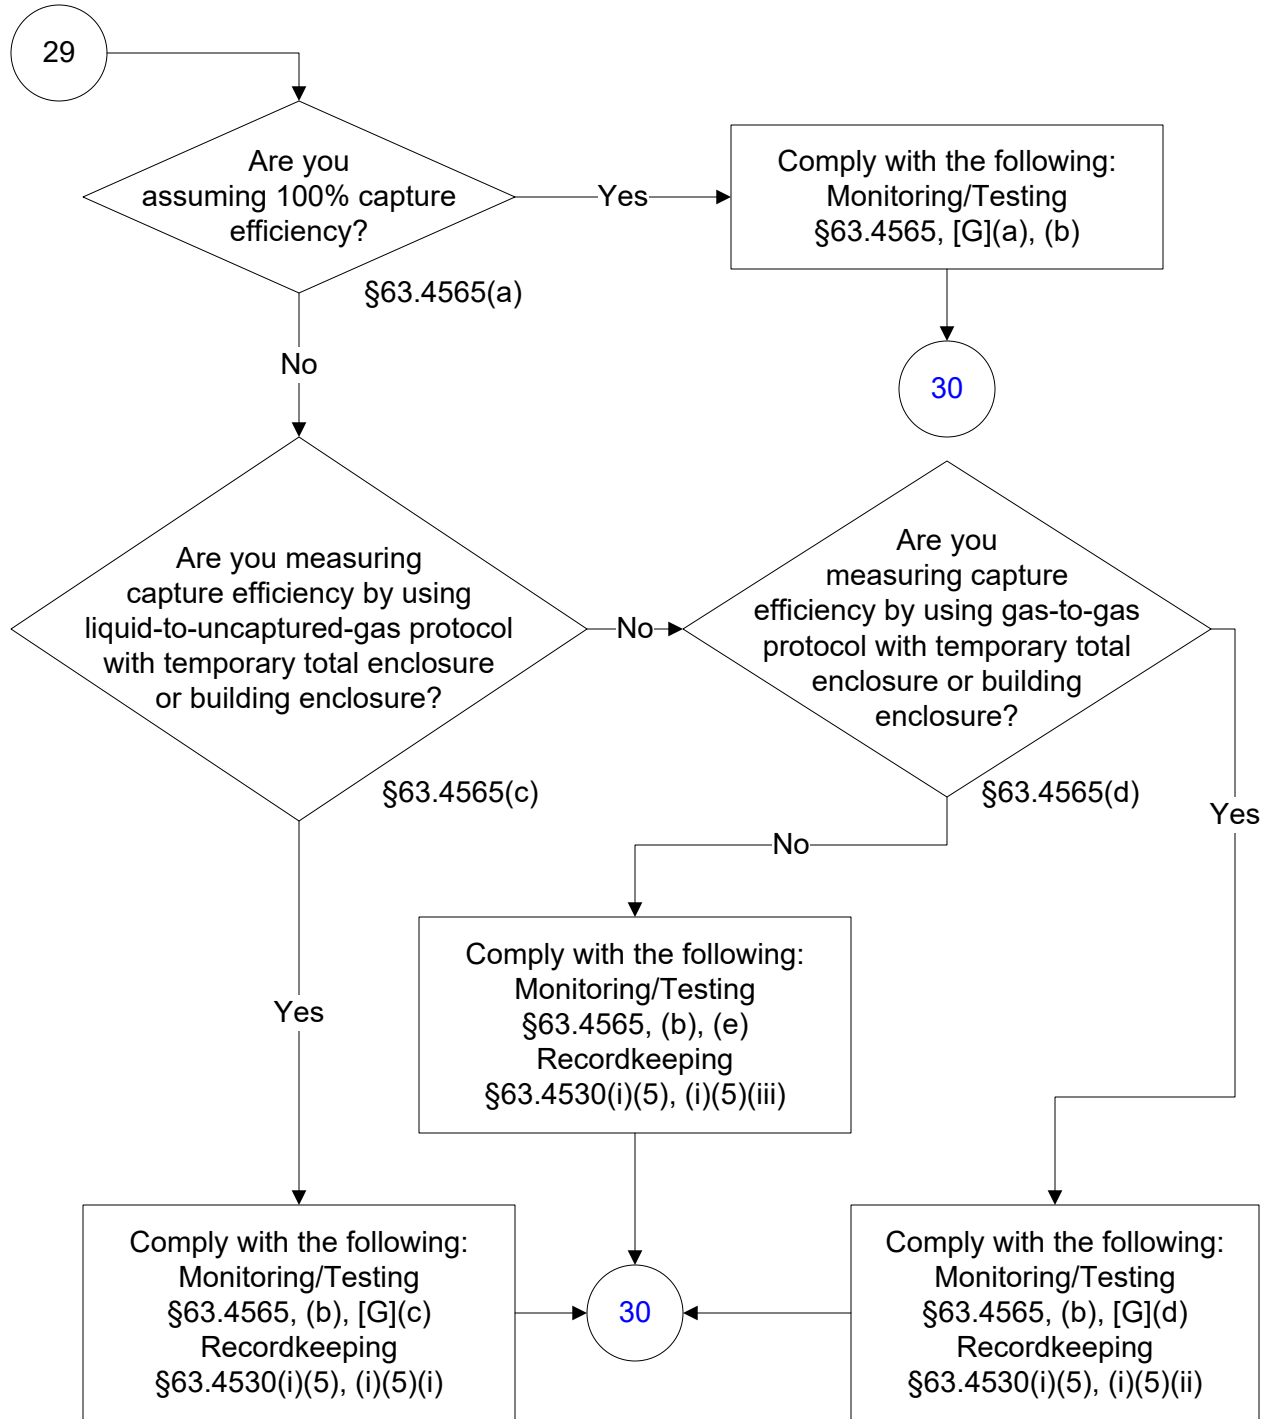 29
Are you
assuming 100% capture
efficiency?
§63.4565(a)
Yes
Comply with the following:
Monitoring/Testing
§63.4565, [G](a), (b)
30
No
Are you measuring
capture efficiency by using
liquid-to-uncaptured-gas protocol
with temporary total enclosure
or building enclosure?
§63.4565(c)
No
Are you
measuring capture
efficiency by using gas-to-gas
protocol with temporary total
enclosure or building
enclosure?
§63.4565(d)
Yes
No
Comply with the following:
Monitoring/Testing
§63.4565, (b), (e)
Recordkeeping
§63.4530(i)(5), (i)(5)(iii)
Yes
Comply with the following:
Monitoring/Testing
§63.4565, (b), [G](c)
Recordkeeping
§63.4530(i)(5), (i)(5)(i)
30
Comply with the following:
Monitoring/Testing
§63.4565, (b), [G](d)
Recordkeeping
§63.4530(i)(5), (i)(5)(ii)